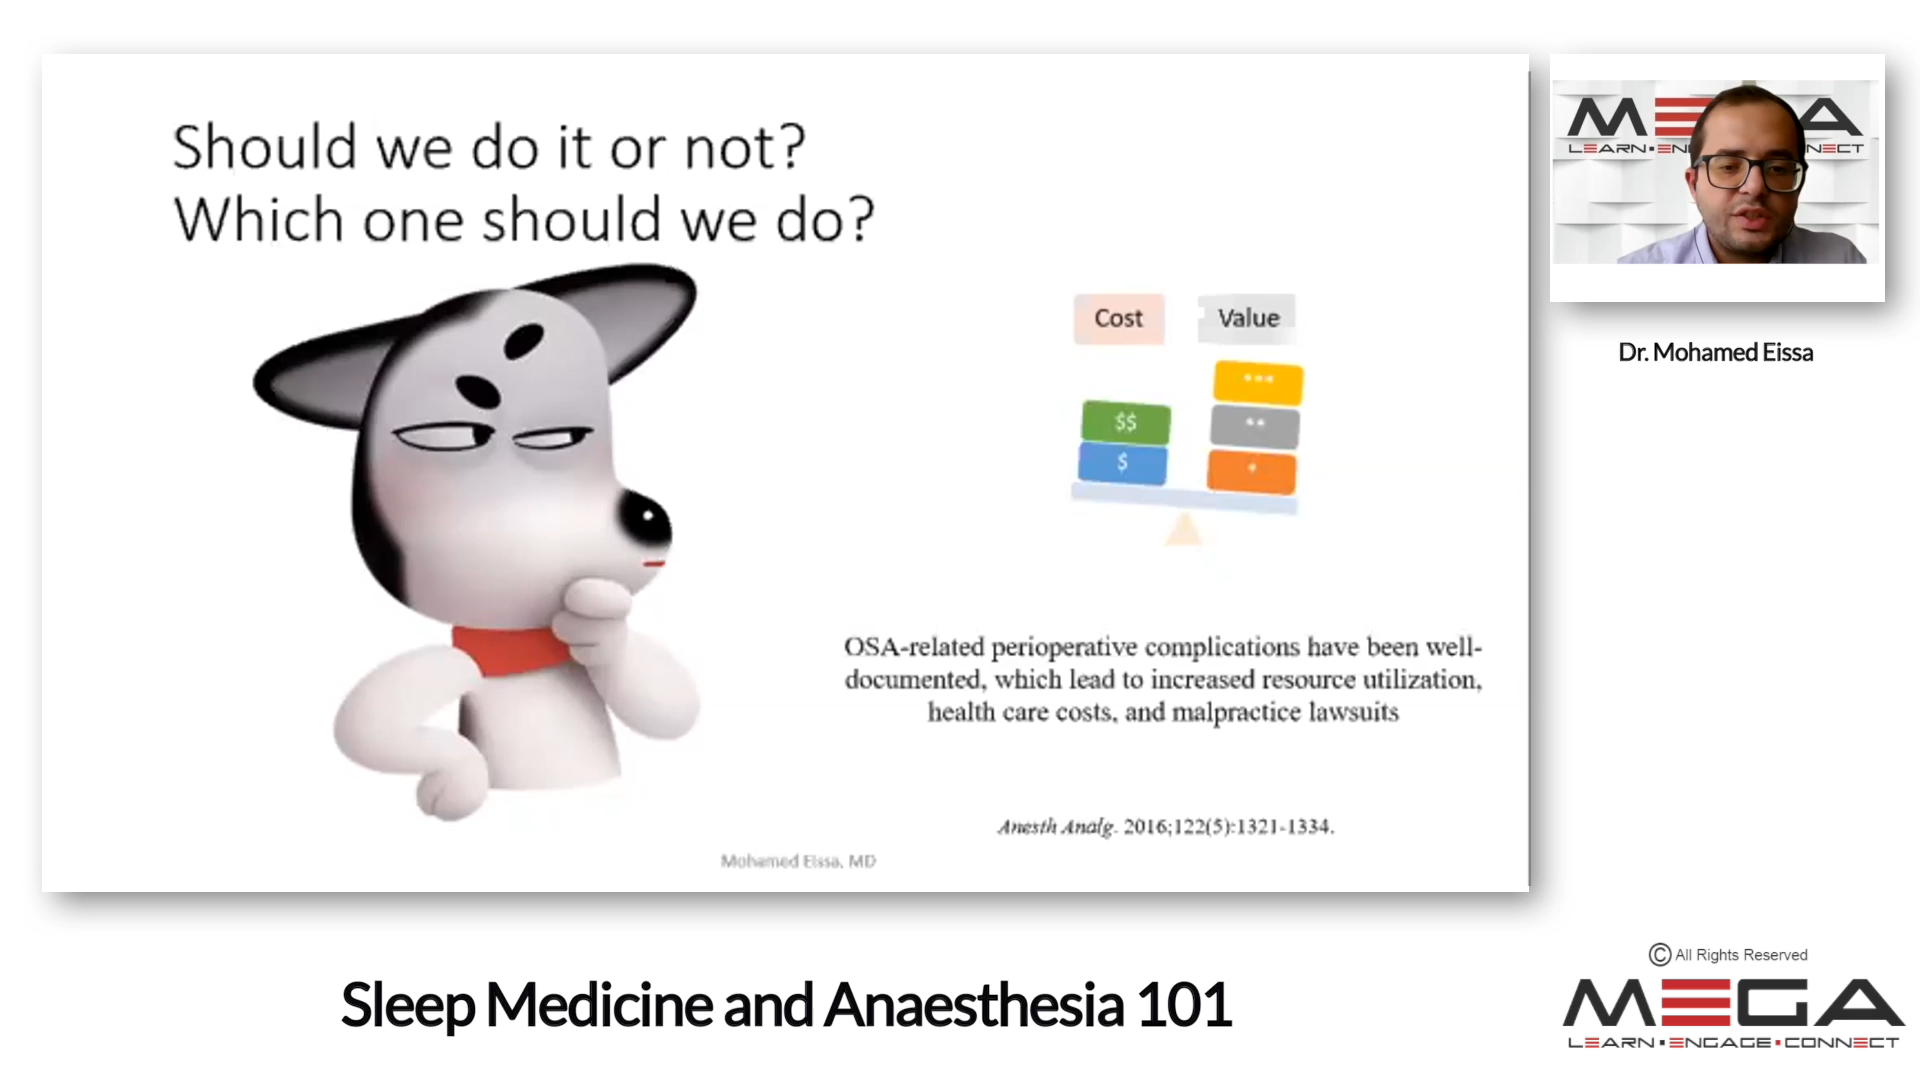 Should we do it or not?
Which one should we do?
Cost
Value
***
$$
**
$
*
OSA-related perioperative complications have been well-
documented, which lead to increased resource utilization,
health care costs, and malpractice lawsuits
Anesth Analg. 2016;122(5):1321-1334.
Mohamed Eissa, MD
Dr. Mohamed Eissa
Sleep Medicine and Anaesthesia 101
© All Rights Reserved
MEGA
LEARN▪ENGAGE▪CONNECT